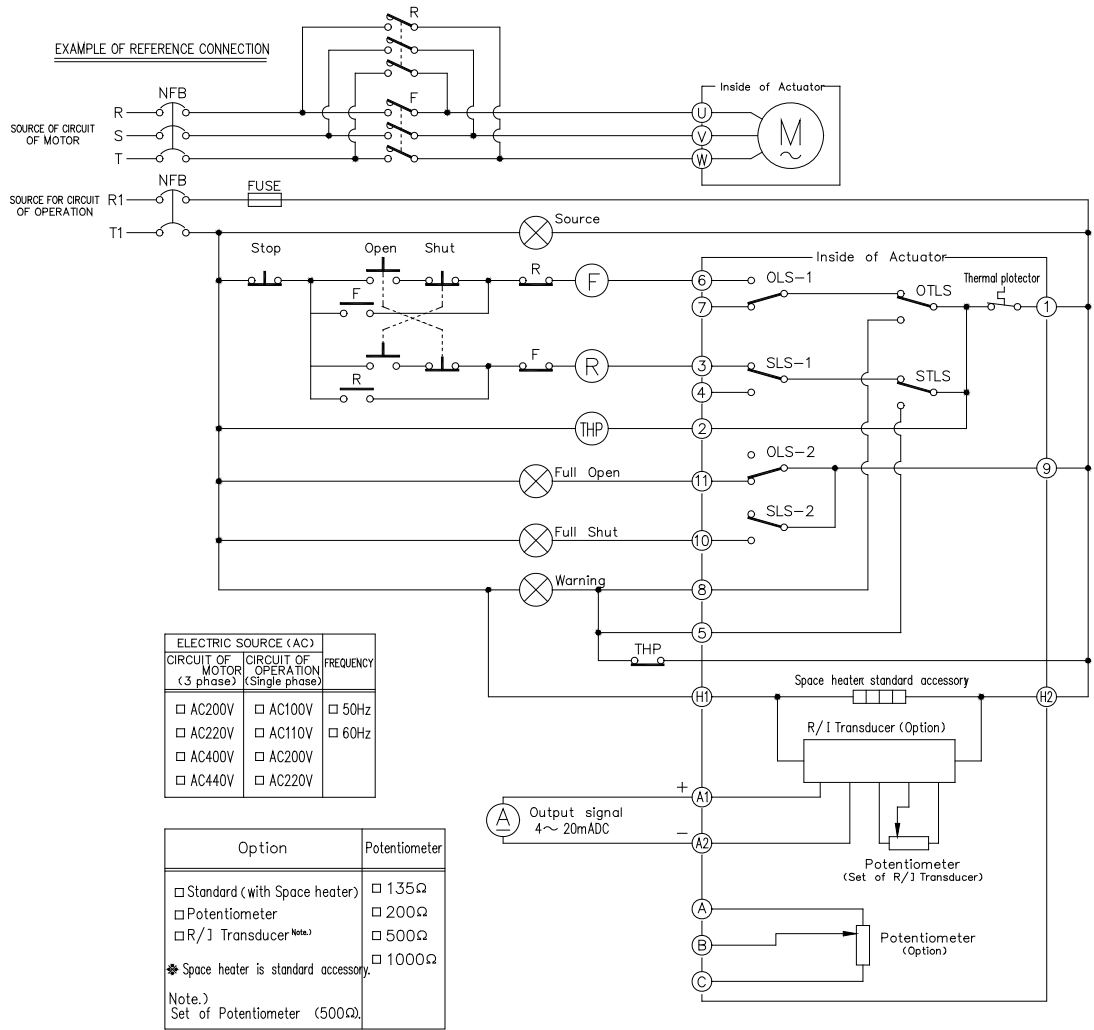 EXAMPLE OF REFERENCE CONNECTION
R
F
NFB
SOURCE OF CIRCUIT
OF MOTOR
R
S
T
Inside of Actuator
U
V
W
M
NFB
FUSE
SOURCE FOR CIRCUIT
OF OPERATION
R1
T1
Source
Stop
Open
Shut
R
F
F
6
7
Inside of Actuator
OLS-1
OTLS
Thermal plotector
1
F
R
R
3
4
SLS-1
STLS
THP
2
Full Open
11
OLS-2
9
Full Shut
10
SLS-2
Warning
8
5
THP
H1
Space heater: standard accessory
H2
R/I Transducer (Option)
+
A1
A
Output signal
4～ 20mADC
−
A2
Potentiometer
(Set of R/J Transducer)
A
B
C
Potentiometer
(Option)
ELECTRIC SOURCE (AC)
CIRCUIT OF
MOTOR
(3 phase)
CIRCUIT OF
OPERATION
(Single phase)
FREQUENCY
□ AC200V □ AC100V □ 50Hz
□ AC220V □ AC110V □ 60Hz
□ AC400V □ AC200V
□ AC440V □ AC220V
Option
Potentiometer
□ Standard (with Space heater)
□ Potentiometer
□ R/J Transducer Note.)
※ Space heater is standard accessory.
Note.)
Set of Potentiometer (500Ω).
□ 135Ω
□ 200Ω
□ 500Ω
□ 1000Ω